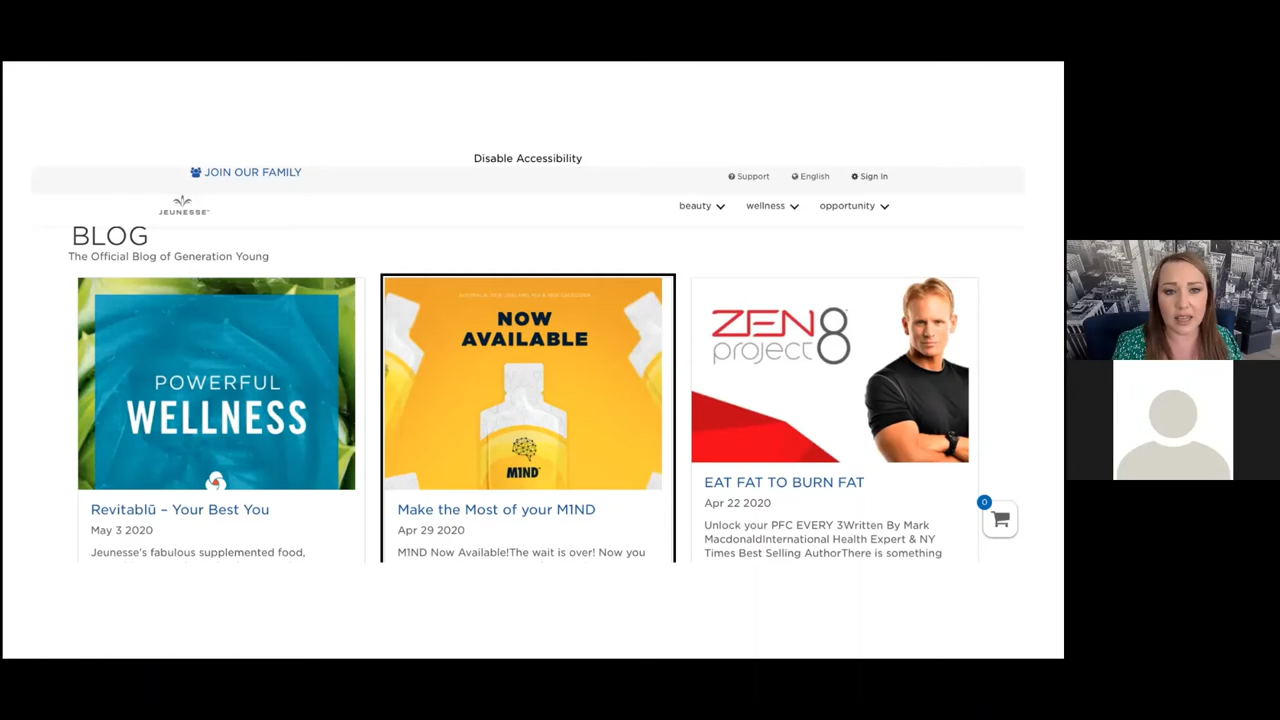 Disable Accessibility
JOIN OUR FAMILY
Support
English
Sign In
JEUNESSE
beauty
wellness
opportunity
BLOG
The Official Blog of Generation Young
POWERFUL
WELLNESS
Revitablū – Your Best You
May 3 2020
Jeunesse's fabulous supplemented food,
NOW
AVAILABLE
M1ND
Make the Most of your M1ND
Apr 29 2020
M1ND Now Available!The wait is over! Now you
ZEN8
project
EAT FAT TO BURN FAT
Apr 22 2020
Unlock your PFC EVERY 3Written By Mark
MacdonaldInternational Health Expert & NY
Times Best Selling AuthorThere is something
0